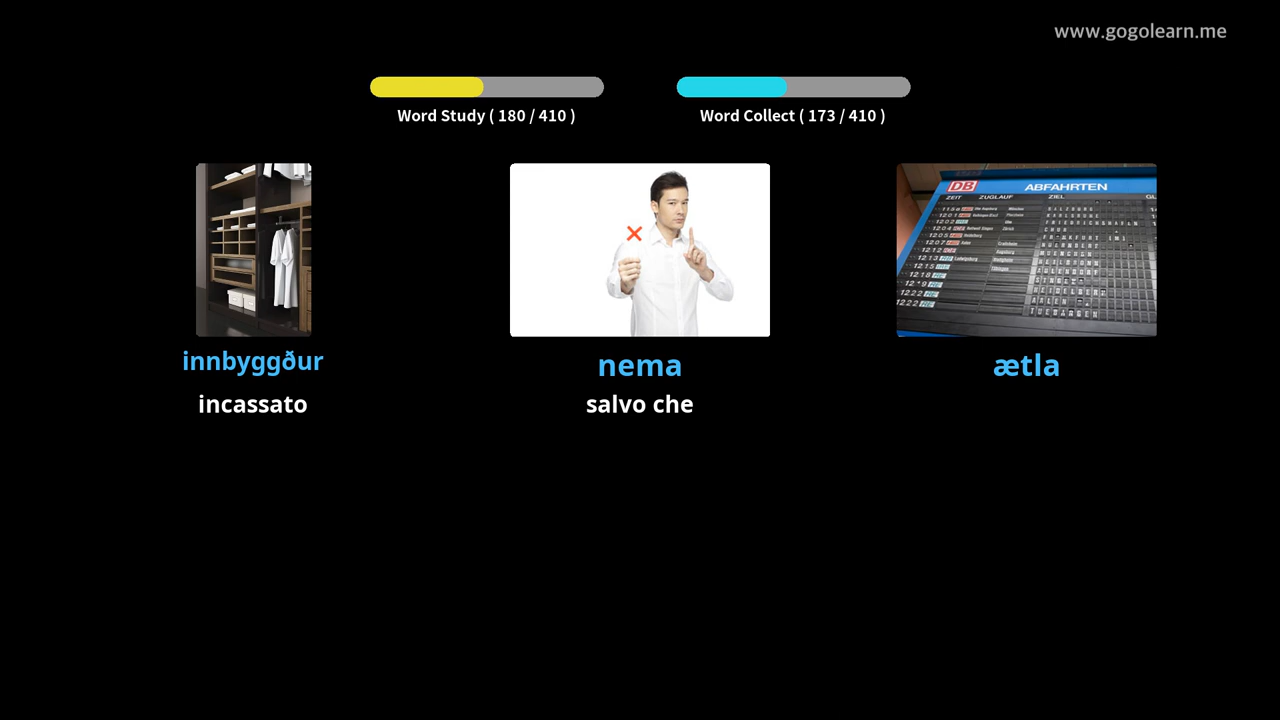 www.gogolearn.me
Word Study ( 180 / 410 )
Word Collect ( 173 / 410 )
DB
ABFAHRTEN
ZEIT ZUGLAUF ZIEL
innbyggður
nema
ætla
incassato
salvo che